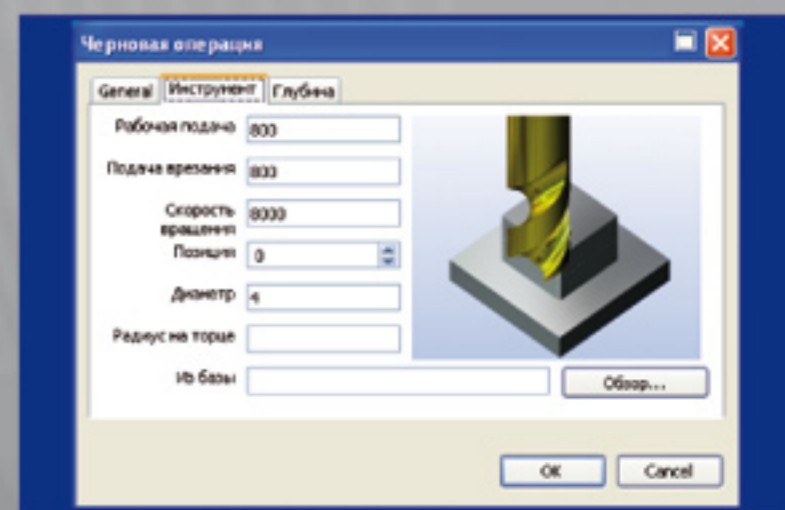 Черновая операция
General Инструмент Глубина
Рабочая подача 800
Подача врезания 800
Скорость вращения 8000
Позиция 0
Диаметр 4
Радиус на торце
Из базы Обзор...
OK Cancel